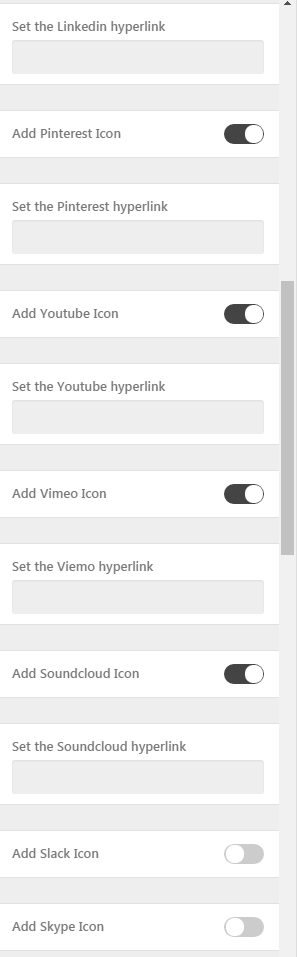 Set the Linkedin hyperlink
Add Pinterest Icon
Set the Pinterest hyperlink
Add Youtube Icon
Set the Youtube hyperlink
Add Vimeo Icon
Set the Viemo hyperlink
Add Soundcloud Icon
Set the Soundcloud hyperlink
Add Slack Icon
Add Skype Icon